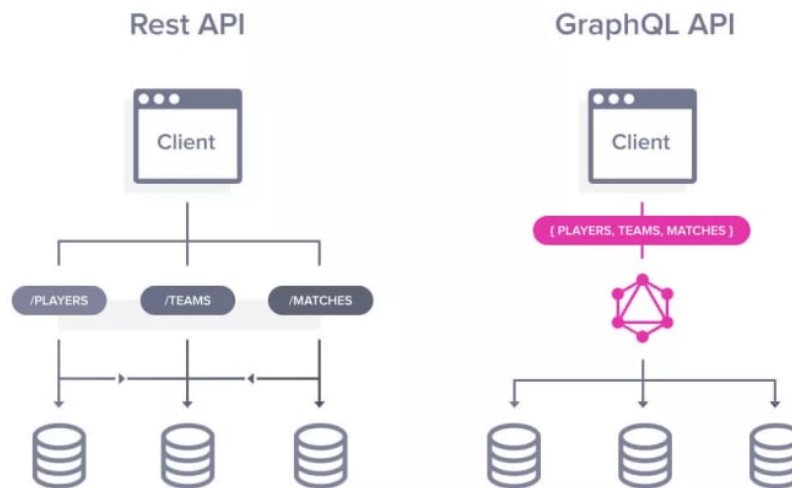 Rest API
GraphQL API
Client
Client
{ PLAYERS, TEAMS, MATCHES }
/PLAYERS
/TEAMS
/MATCHES